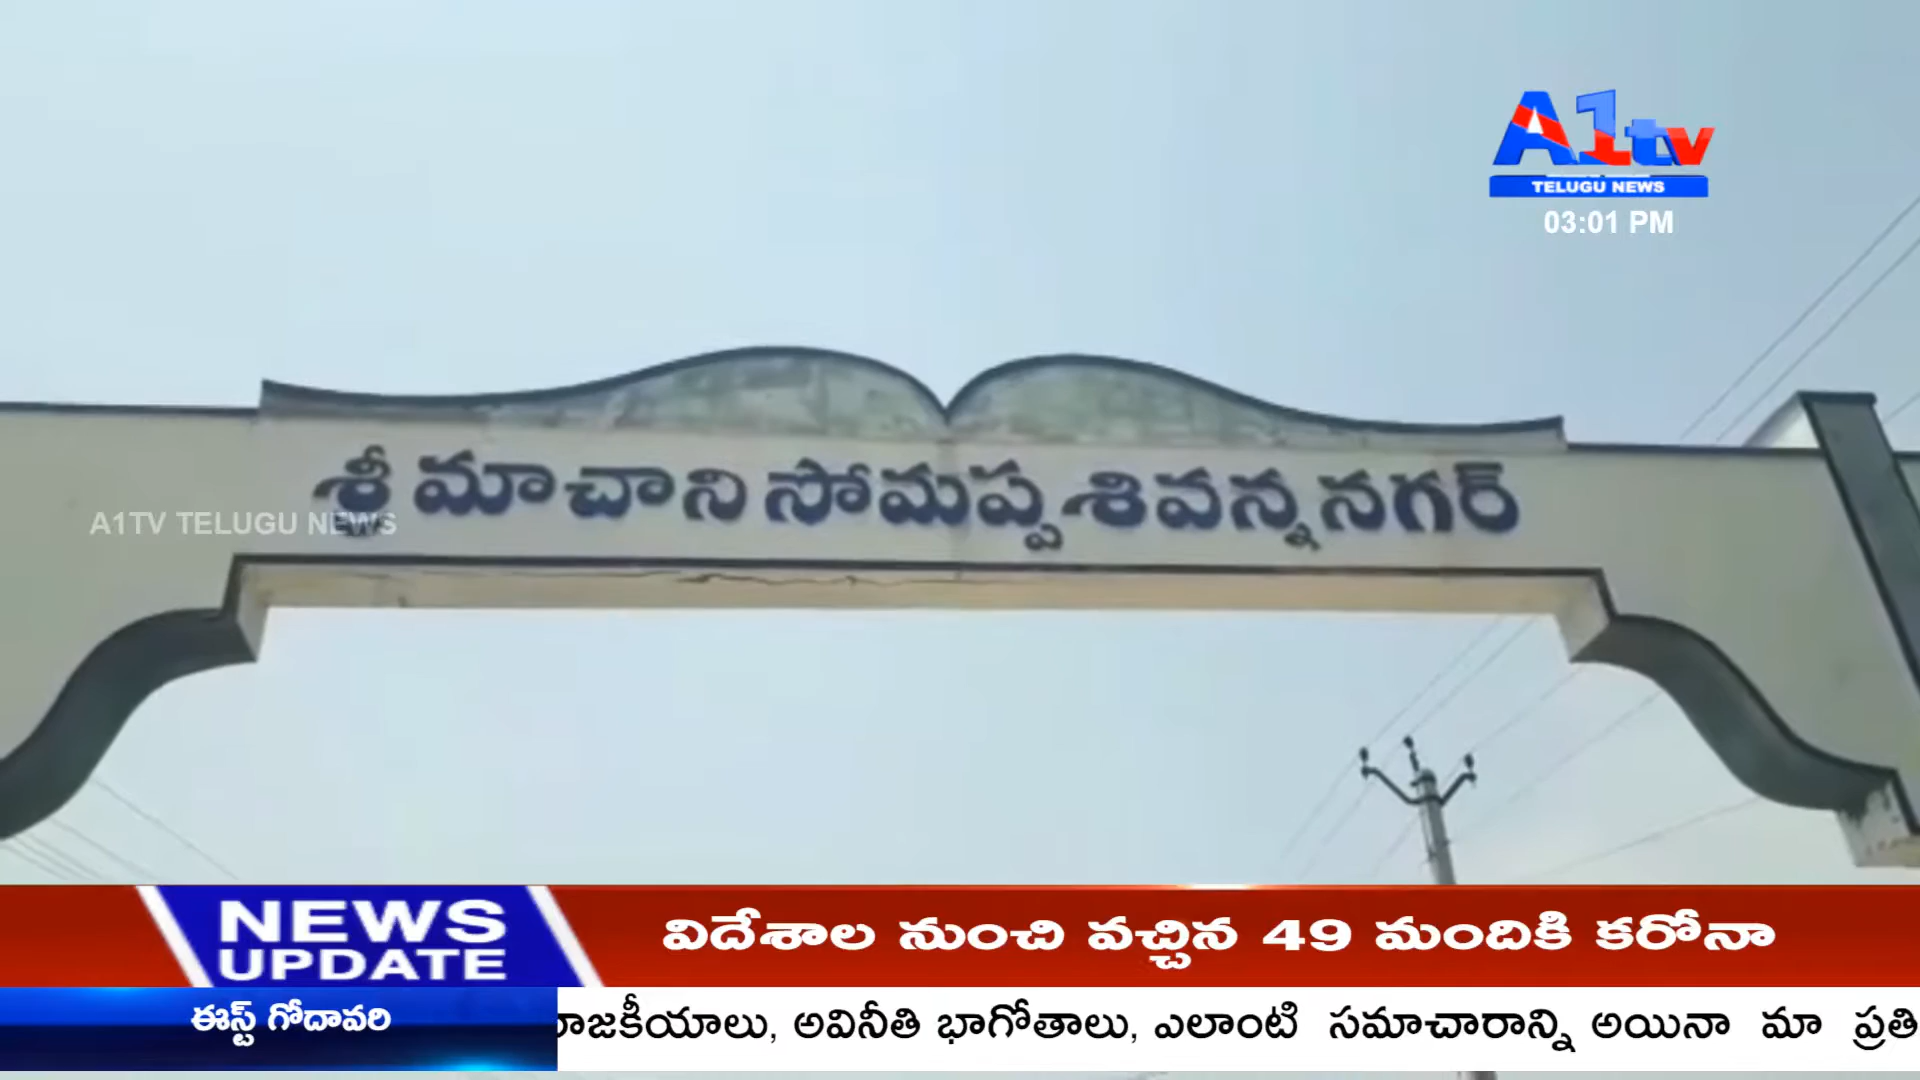 A1tv
TELUGU NEWS
03:01 PM
శ్రీ మాచాని సోమప్ప శివన్న నగర్
A1TV TELUGU NEWS
NEWS UPDATE
విదేశాల నుంచి వచ్చిన 49 మందికి కరోనా
ఈస్ట్ గోదావరి
రాజకీయాలు, అవినీతి భాగోతాలు, ఎలాంటి సమాచారాన్ని అయినా మా ప్రతి